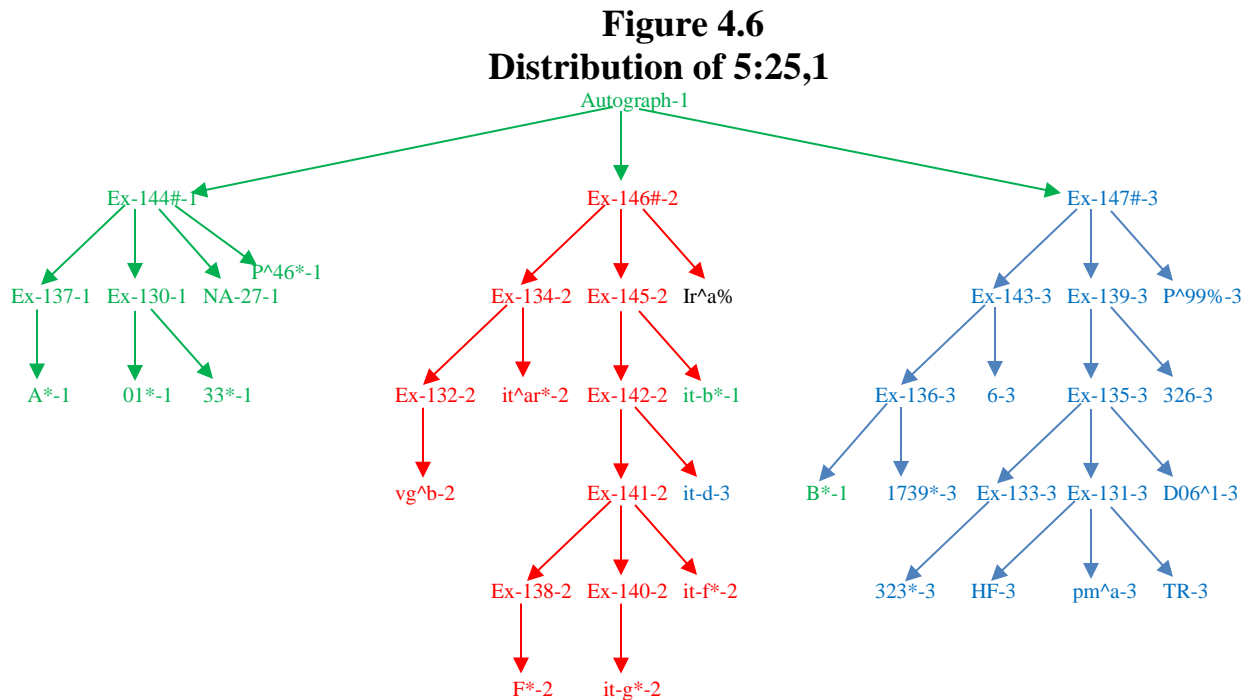 Figure 4.6
Distribution of 5:25,1
Autograph-1
Ex-144#-1 Ex-146#-2 Ex-147#-3
P^46*-1
Ex-137-1 Ex-130-1 NA-27-1 Ex-134-2 Ex-145-2 Ir^a% Ex-143-3 Ex-139-3 P^99%-3
A*-1 01*-1 33*-1 Ex-132-2 it^ar*-2 Ex-142-2 it-b*-1 Ex-136-3 6-3 Ex-135-3 326-3
vg^b-2 Ex-141-2 it-d-3 B*-1 1739*-3 Ex-133-3 Ex-131-3 D06^1-3
Ex-138-2 Ex-140-2 it-f*-2 323*-3 HF-3 pm^a-3 TR-3
F*-2 it-g*-2